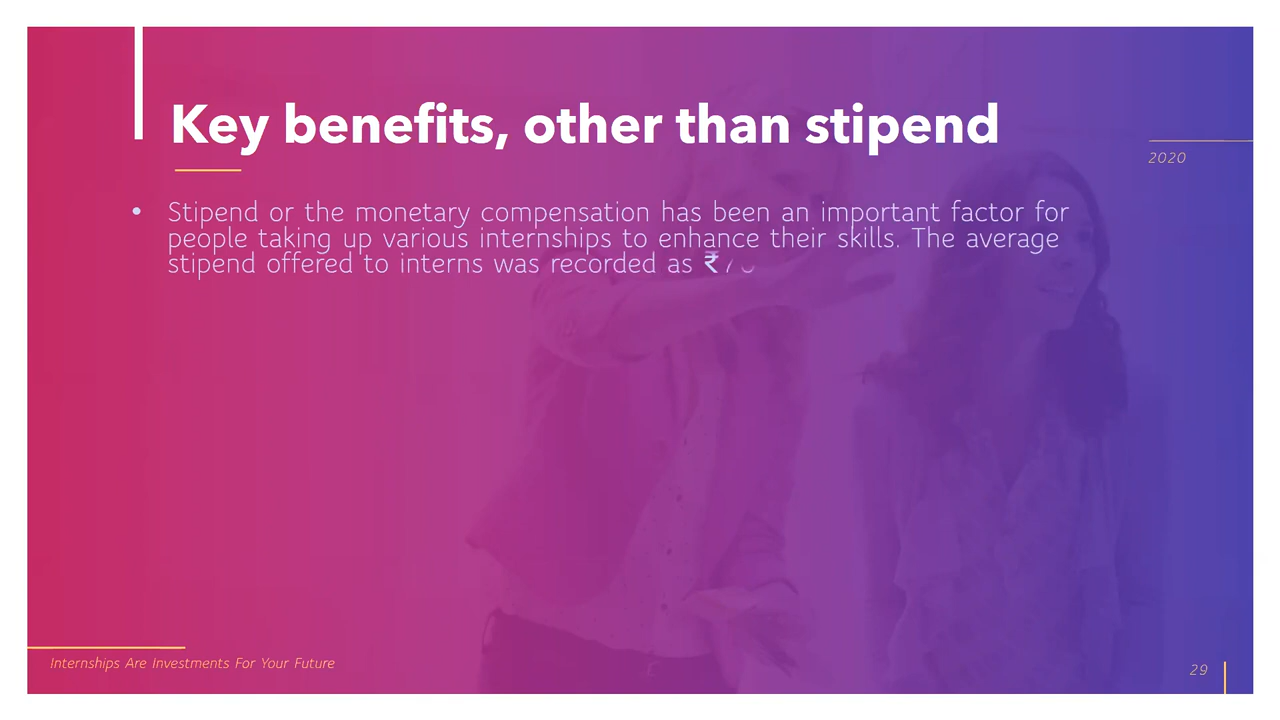 Key benefits, other than stipend
2020
• Stipend or the monetary compensation has been an important factor for
people taking up various internships to enhance their skills. The average
stipend offered to interns was recorded as ₹
Internships Are Investments For Your Future
29